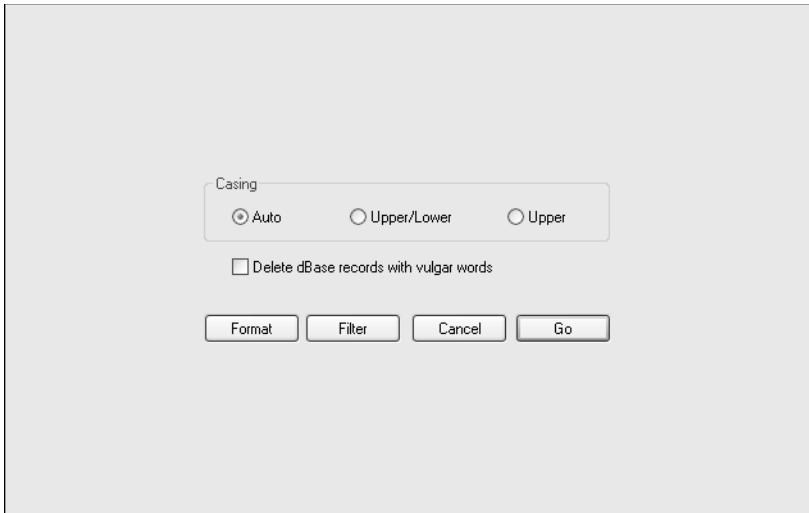 Casing
Auto Upper/Lower Upper
Delete dBase records with vulgar words
Format Filter Cancel Go